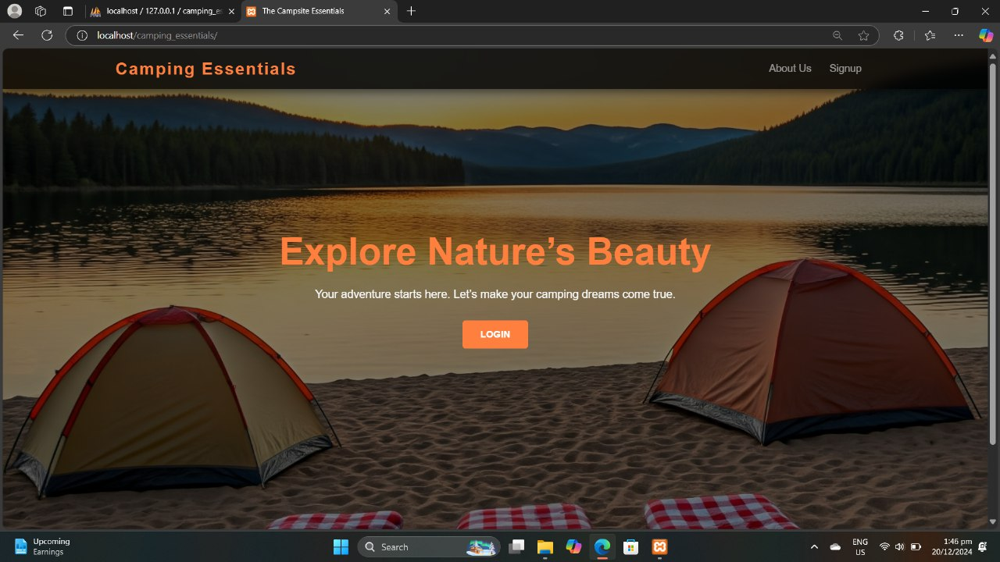 localhost / 127.0.0.1 / camping_es
The Campsite Essentials
localhost/camping_essentials/
Camping Essentials
About Us
Signup
Explore Nature’s Beauty
Your adventure starts here. Let’s make your camping dreams come true.
LOGIN
Upcoming
Earnings
Search
ENG
US
1:46 pm
20/12/2024